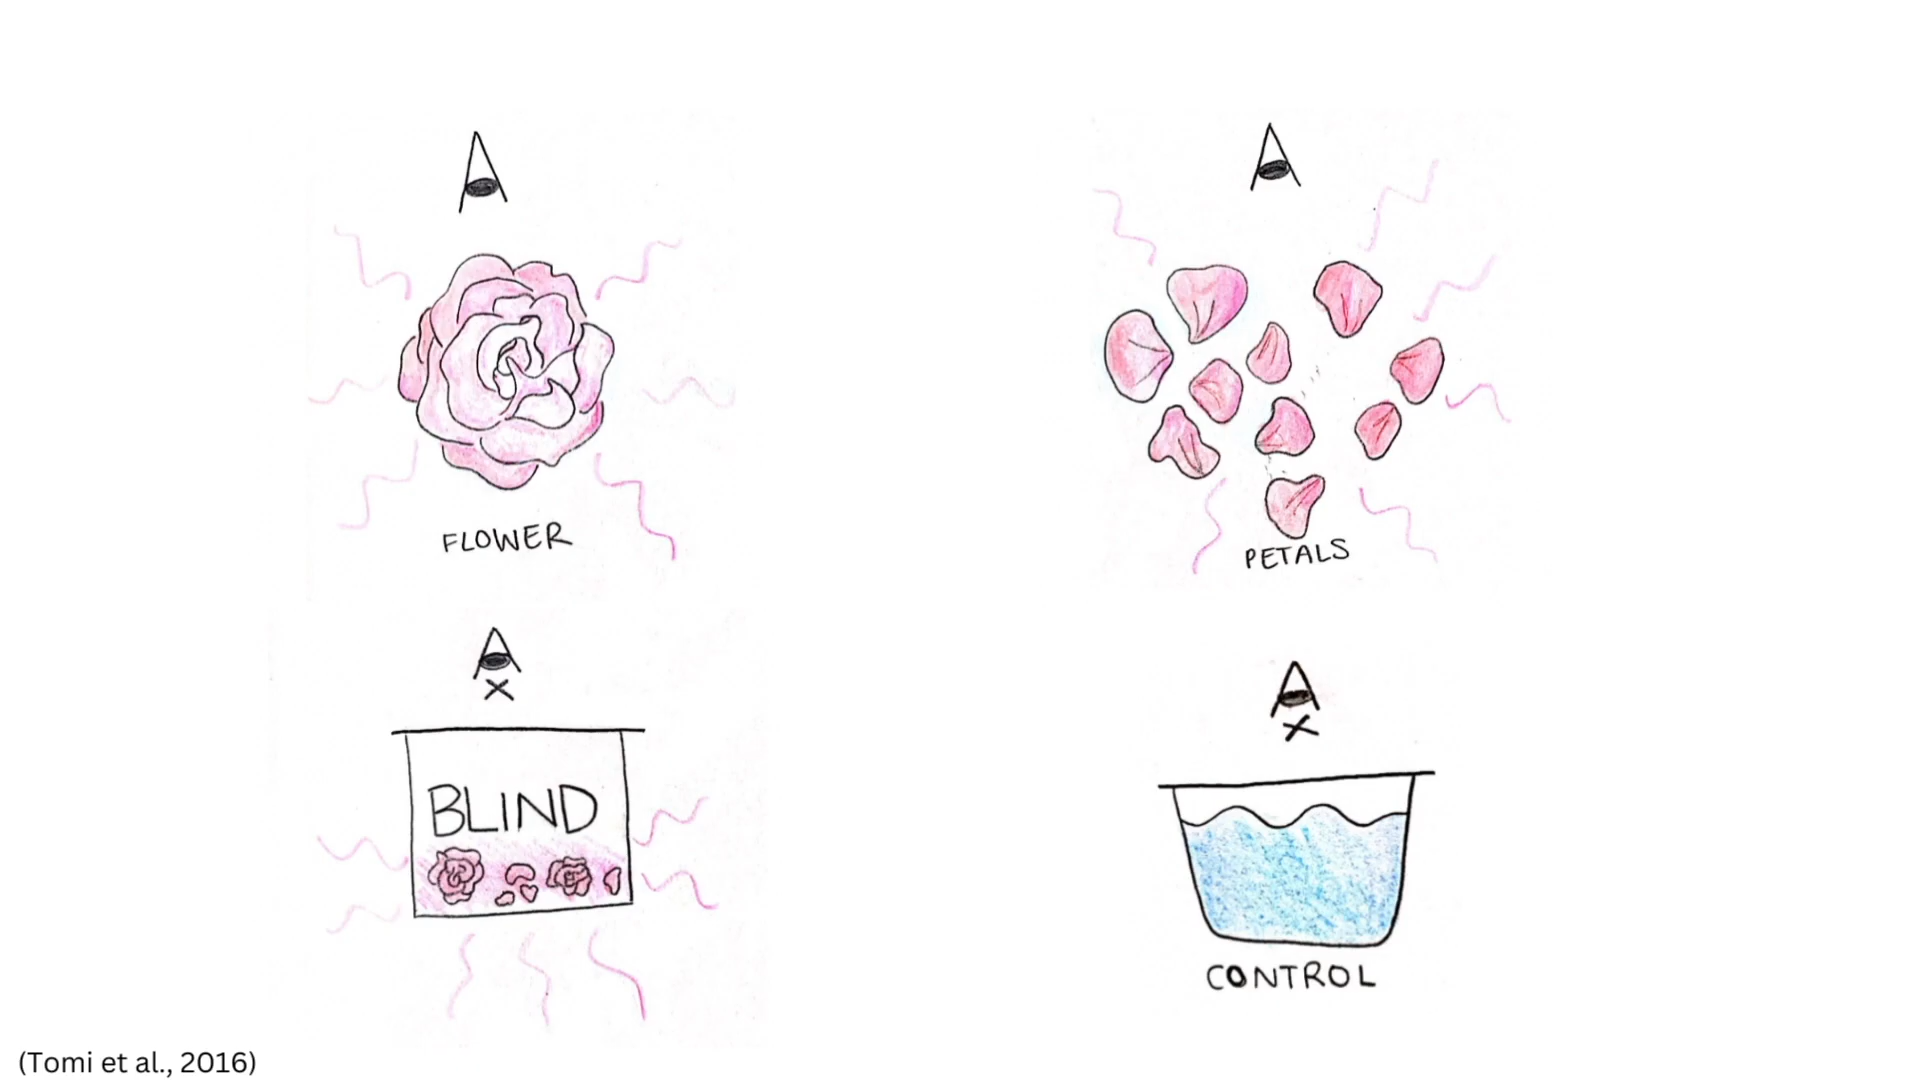 FLOWER
PETALS
BLIND
CONTROL
(Tomi et al., 2016)